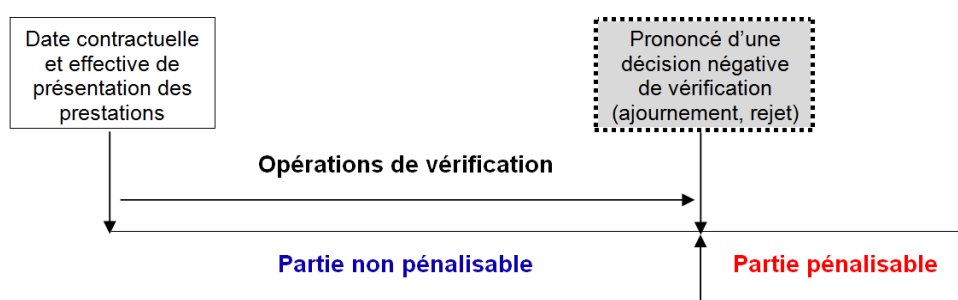 Date contractuelle
et effective de
présentation des
prestations
Prononcé d’une
décision négative
de vérification
(ajournement, rejet)
Opérations de vérification
Partie non pénalisable
Partie pénalisable